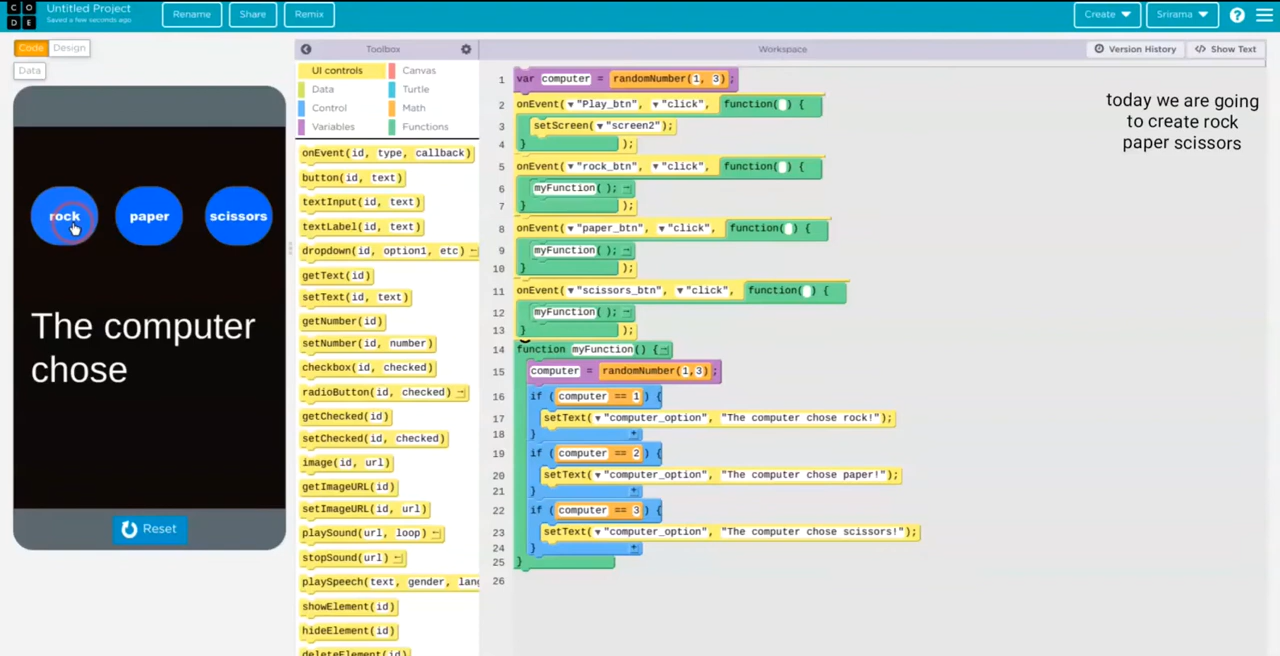 CO
DE
Untitled Project
Saved a few seconds ago
Rename
Share
Remix
Create
Srirama
?
Code
Design
Data
rock
paper
scissors
The computer
chose
Reset
Toolbox
UI controls
Canvas
Data
Turtle
Control
Math
Variables
Functions
onEvent(id, type, callback)
button(id, text)
textInput(id, text)
textLabel(id, text)
dropdown(id, option1, etc)
getText(id)
setText(id, text)
getNumber(id)
setNumber(id, number)
checkbox(id, checked)
radioButton(id, checked)
getChecked(id)
setChecked(id, checked)
image(id, url)
getImageURL(id)
setImageURL(id, url)
playSound(url, loop)
stopSound(url)
playSpeech(text, gender, lang
showElement(id)
hideElement(id)
deleteElement(id)
Workspace
Version History
</> Show Text
1 var computer = randomNumber(1, 3);
2 onEvent("Play_btn", "click", function( ) {
3 setScreen("screen2");
4 } );
5 onEvent("rock_btn", "click", function( ) {
6 myFunction( );
7 } );
8 onEvent("paper_btn", "click", function( ) {
9 myFunction( );
10 } );
11 onEvent("scissors_btn", "click", function( ) {
12 myFunction( );
13 } );
14 function myFunction() {
15 computer = randomNumber(1,3);
16 if (computer == 1) {
17 setText("computer_option", "The computer chose rock!");
18 }
19 if (computer == 2) {
20 setText("computer_option", "The computer chose paper!");
21 }
22 if (computer == 3) {
23 setText("computer_option", "The computer chose scissors!");
24 }
25 }
26
today we are going
to create rock
paper scissors